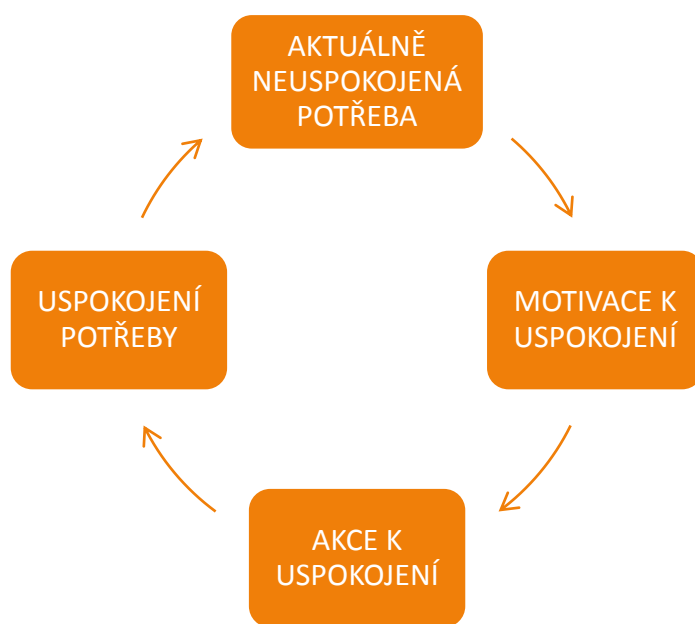 AKTUÁLNĚ
NEUSPOKOJENÁ
POTŘEBA
MOTIVACE K
USPOKOJENÍ
AKCE K
USPOKOJENÍ
USPOKOJENÍ
POTŘEBY